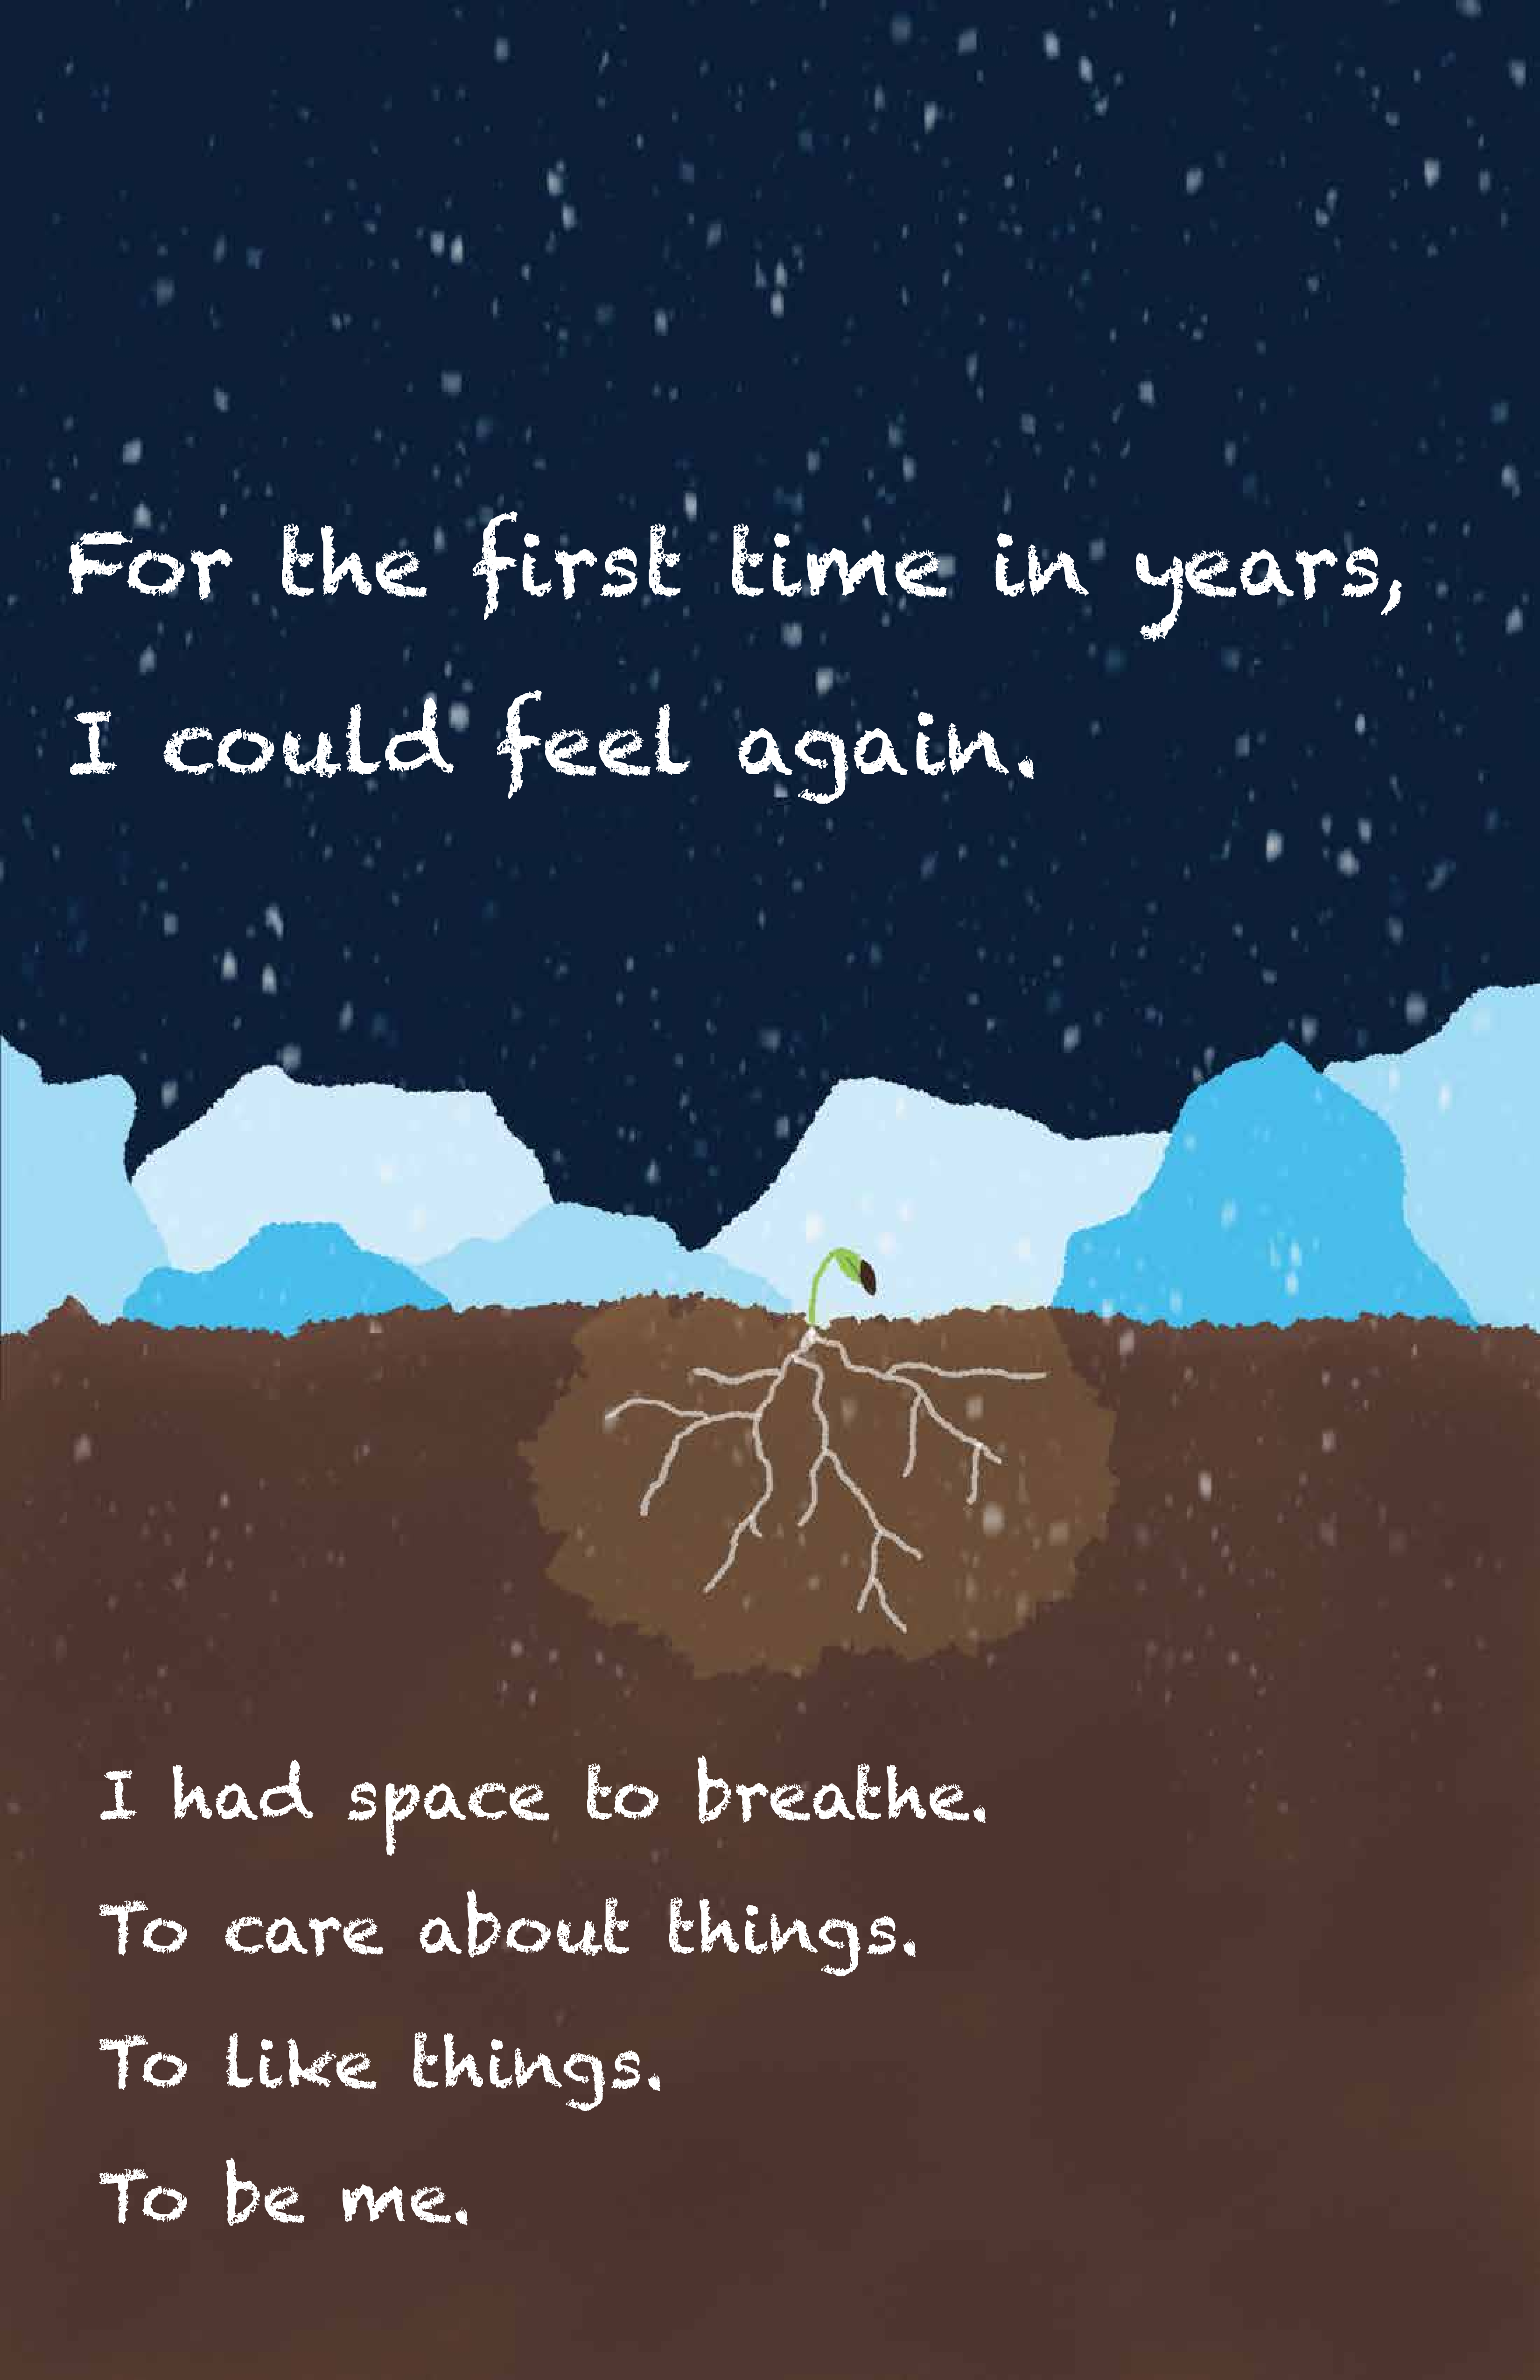 For the first time in years,
I could feel again.
I had space to breathe.
To care about things.
To like things.
To be me.